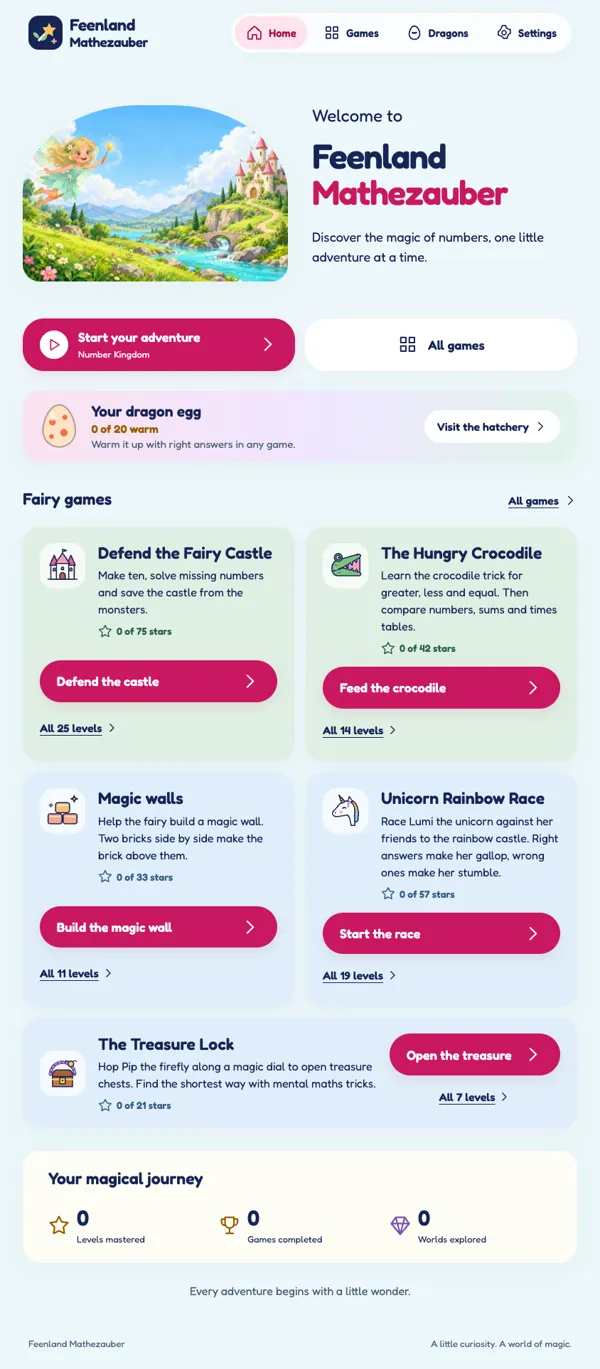 Feenland
Mathezauber
Home
Games
Dragons
Settings
Welcome to
Feenland
Mathezauber
Discover the magic of numbers, one little
adventure at a time.
Start your adventure
Number Kingdom
All games
Your dragon egg
0 of 20 warm
Warm it up with right answers in any game.
Visit the hatchery
Fairy games
All games
Defend the Fairy Castle
Make ten, solve missing numbers
and save the castle from the
monsters.
0 of 75 stars
Defend the castle
All 25 levels
The Hungry Crocodile
Learn the crocodile trick for
greater, less and equal. Then
compare numbers, sums and times
tables.
0 of 42 stars
Feed the crocodile
All 14 levels
Magic walls
Help the fairy build a magic wall.
Two bricks side by side make the
brick above them.
0 of 33 stars
Build the magic wall
All 11 levels
Unicorn Rainbow Race
Race Lumi the unicorn against her
friends to the rainbow castle. Right
answers make her gallop, wrong
ones make her stumble.
0 of 57 stars
Start the race
All 19 levels
The Treasure Lock
Hop Pip the firefly along a magic dial to open treasure
chests. Find the shortest way with mental maths tricks.
0 of 21 stars
Open the treasure
All 7 levels
Your magical journey
0
Levels mastered
0
Games completed
0
Worlds explored
Every adventure begins with a little wonder.
Feenland Mathezauber
A little curiosity. A world of magic.